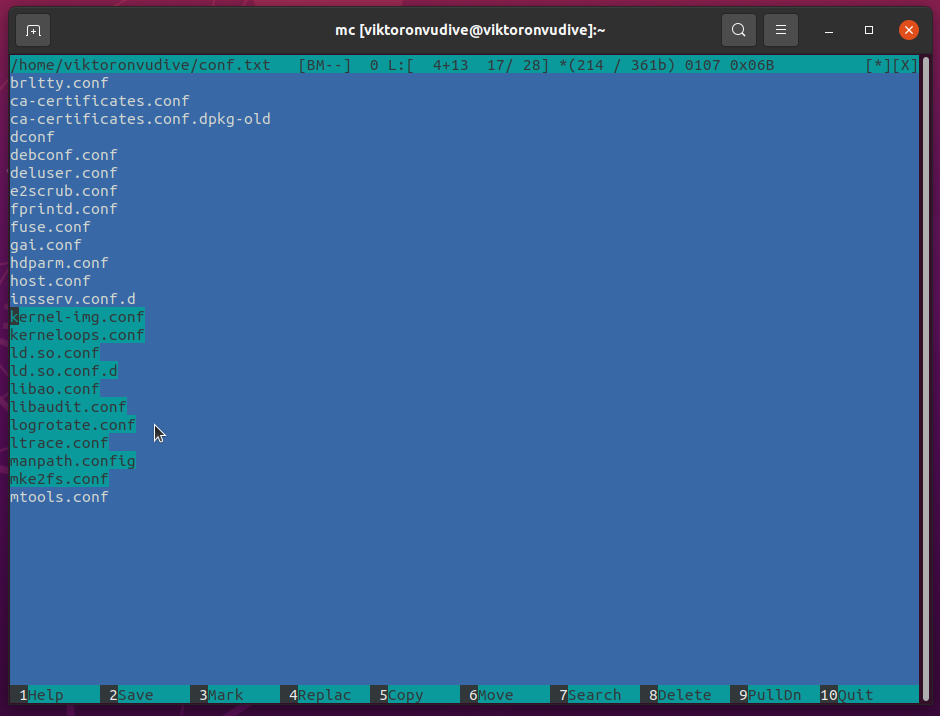 mc [viktoronvudive@viktoronvudive]:~
/home/viktoronvudive/conf.txt   [BM--]  0 L:[  4+13  17/ 28] *(214 / 361b) 0107 0x06B          [*][X]
brltty.conf
ca-certificates.conf
ca-certificates.conf.dpkg-old
dconf
debconf.conf
deluser.conf
e2scrub.conf
fprintd.conf
fuse.conf
gai.conf
hdparm.conf
host.conf
insserv.conf.d
kernel-img.conf
kerneloops.conf
ld.so.conf
ld.so.conf.d
libao.conf
libaudit.conf
logrotate.conf
ltrace.conf
manpath.config
mke2fs.conf
mtools.conf
1Help 2Save 3Mark 4Replac 5Copy 6Move 7Search 8Delete 9PullDn 10Quit